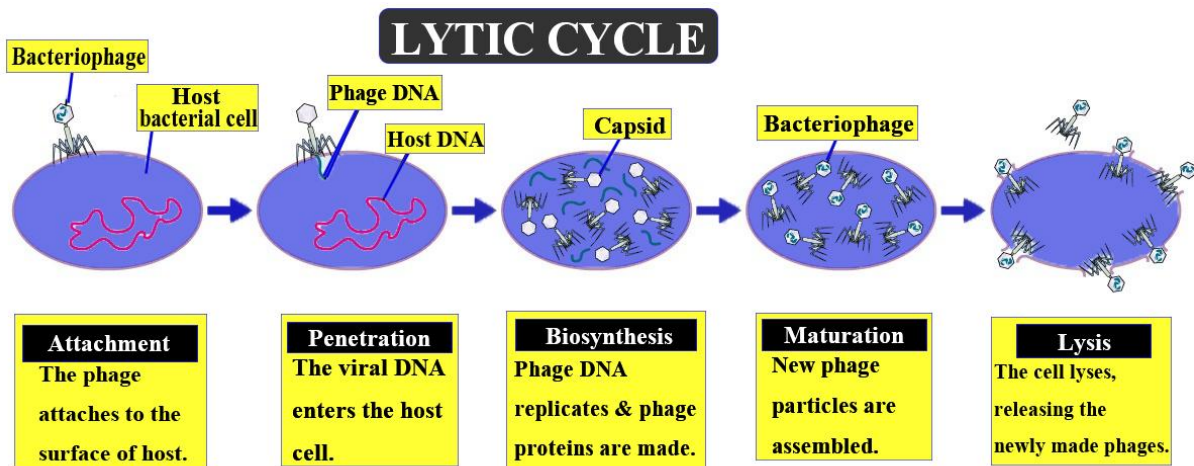 LYTIC CYCLE
Bacteriophage
Host
bacterial cell
Phage DNA
Host DNA
Capsid
Bacteriophage
Attachment
The phage
attaches to the
surface of host.
Penetration
The viral DNA
enters the host
cell.
Biosynthesis
Phage DNA
replicates & phage
proteins are made.
Maturation
New phage
particles are
assembled.
Lysis
The cell lyses,
releasing the
newly made phages.